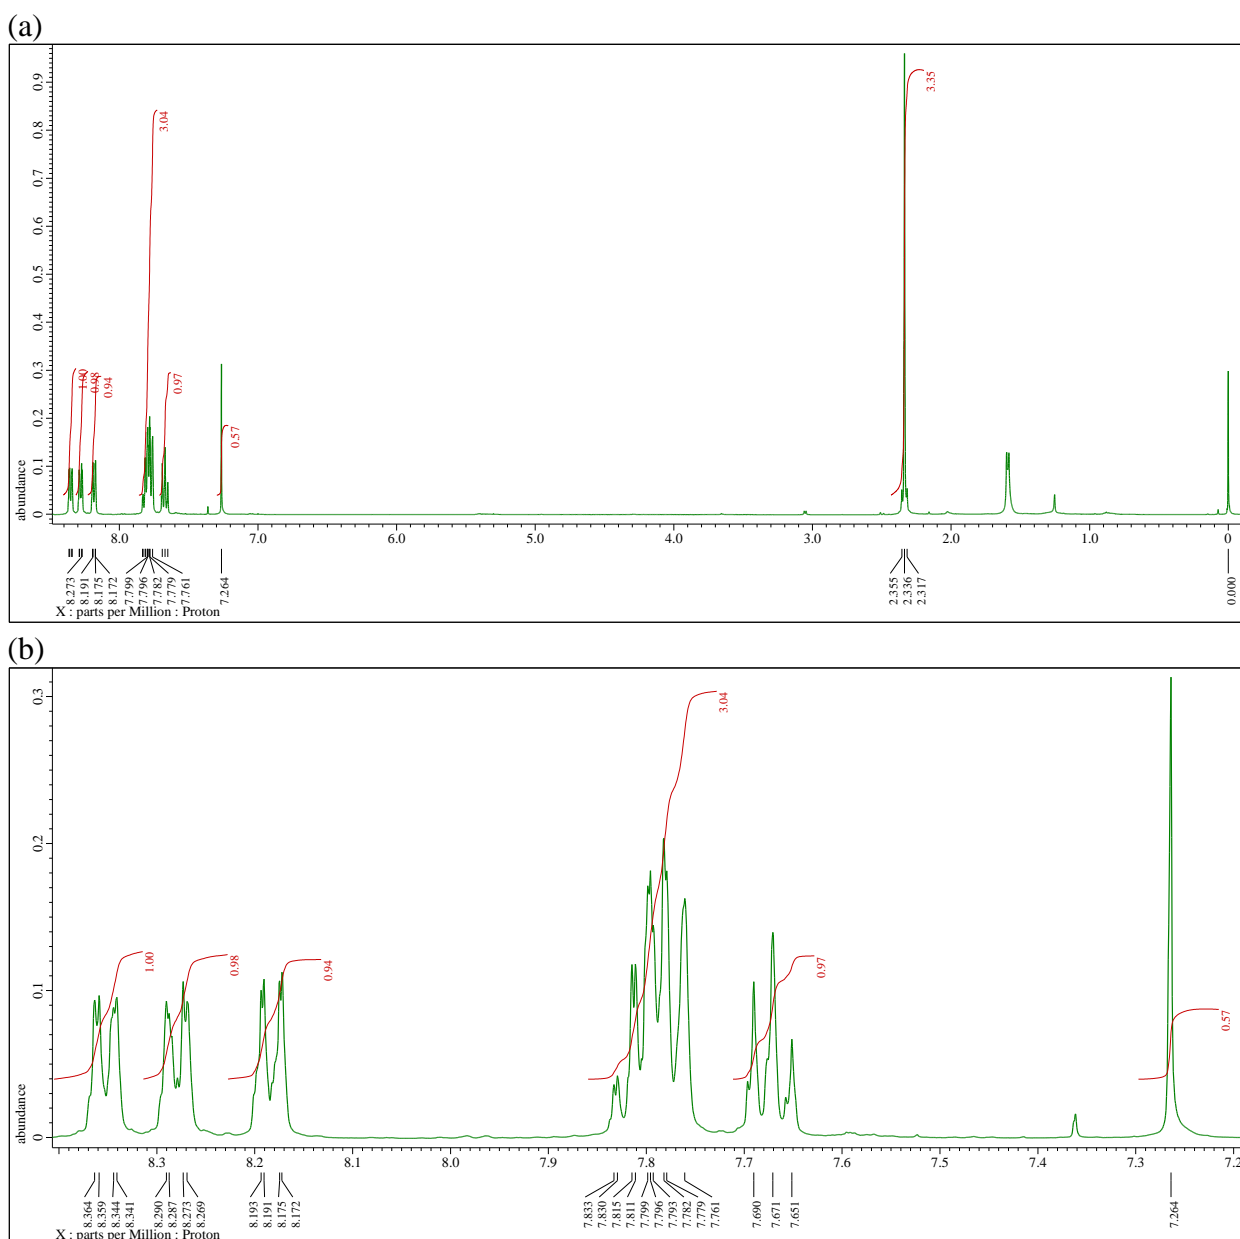 (a)
abundance
0 0.1 0.2 0.3 0.4 0.5 0.6 0.7 0.8 0.9
1.00 0.98 0.94 3.04 0.97 0.57 3.35
8.0 7.0 6.0 5.0 4.0 3.0 2.0 1.0 0
8.273 8.191 8.175 8.172 7.799 7.796 7.782 7.779 7.761 7.264 2.355 2.336 2.317 0.000
X : parts per Million : Proton
(b)
abundance
0 0.1 0.2 0.3
1.00 0.98 0.94 3.04 0.97 0.57
8.3 8.2 8.1 8.0 7.9 7.8 7.7 7.6 7.5 7.4 7.3 7.2
8.364 8.359 8.344 8.341 8.290 8.287 8.273 8.269 8.193 8.191 8.175 8.172 7.833 7.830 7.815 7.811 7.799 7.796 7.793 7.782 7.779 7.761 7.690 7.671 7.651 7.264
X : parts per Million : Proton